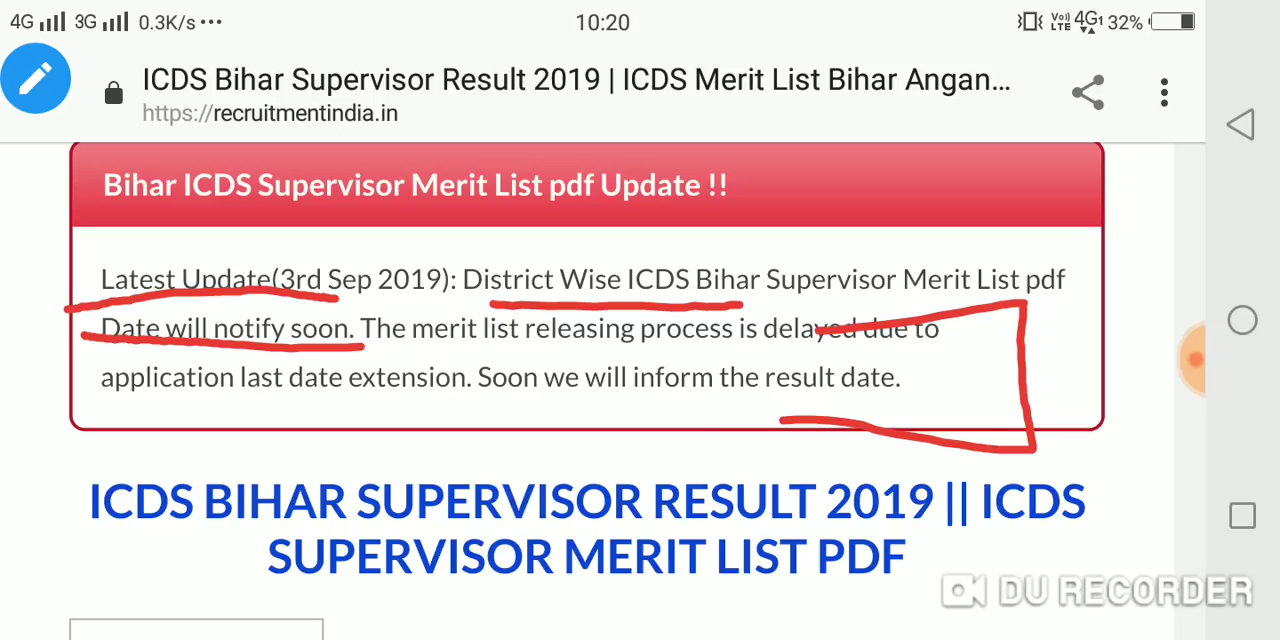 4G 3G 0.3K/s ••• 10:20 Vo) LTE 4G1 32%
ICDS Bihar Supervisor Result 2019 | ICDS Merit List Bihar Angan...
https://recruitmentindia.in
Bihar ICDS Supervisor Merit List pdf Update !!
Latest Update(3rd Sep 2019): District Wise ICDS Bihar Supervisor Merit List pdf
Date will notify soon. The merit list releasing process is delayed due to
application last date extension. Soon we will inform the result date.
ICDS BIHAR SUPERVISOR RESULT 2019 || ICDS
SUPERVISOR MERIT LIST PDF
DU RECORDER